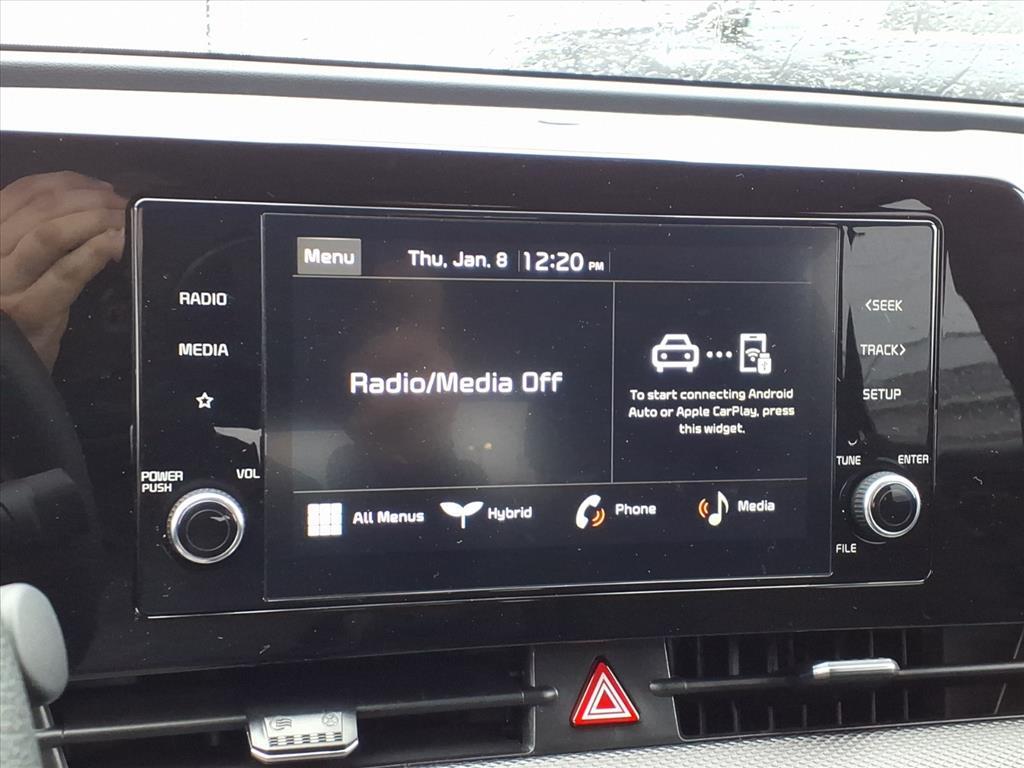 Menu
Thu, Jan. 8
12:20 PM
RADIO
MEDIA
POWER
PUSH
VOL
Radio/Media Off
To start connecting Android
Auto or Apple CarPlay, press
this widget.
All Menus
Hybrid
Phone
Media
<SEEK
TRACK>
SETUP
TUNE
ENTER
FILE